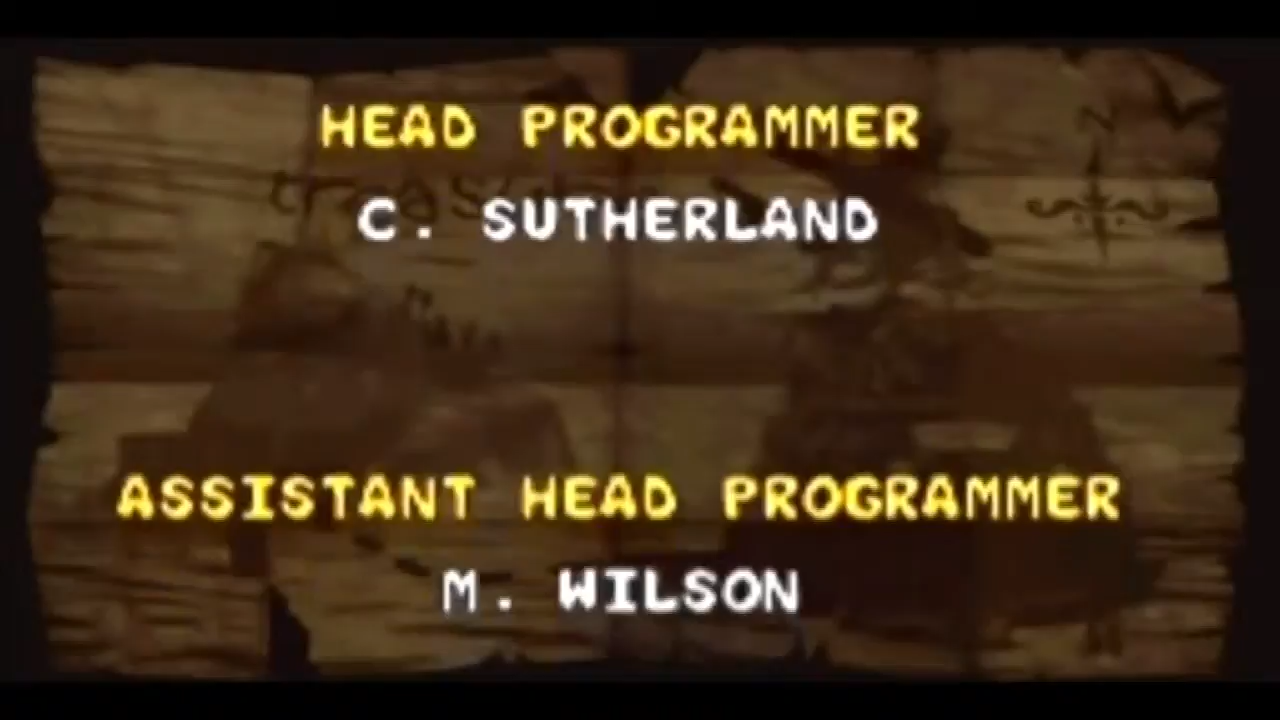 HEAD PROGRAMMER
C. SUTHERLAND
ASSISTANT HEAD PROGRAMMER
M. WILSON